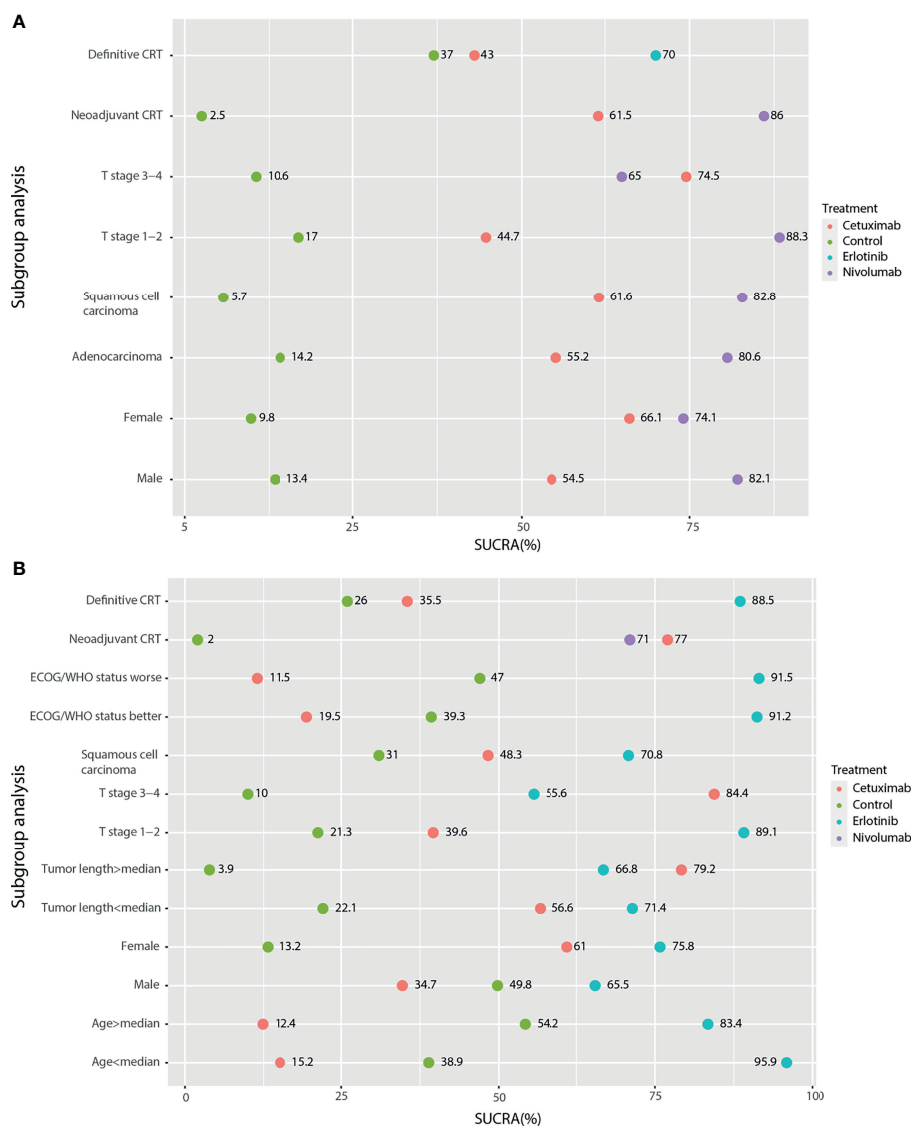 A
Definitive CRT
37
43
70
Neoadjuvant CRT
2.5
61.5
86
T stage 3–4
10.6
65
74.5
T stage 1–2
17
44.7
88.3
Squamous cell
carcinoma
5.7
61.6
82.8
Adenocarcinoma
14.2
55.2
80.6
Female
9.8
66.1
74.1
Male
13.4
54.5
82.1
Subgroup analysis
5
25
50
75
SUCRA(%)
Treatment
Cetuximab
Control
Erlotinib
Nivolumab
B
Definitive CRT
26
35.5
88.5
Neoadjuvant CRT
2
71
77
ECOG/WHO status worse
11.5
47
91.5
ECOG/WHO status better
19.5
39.3
91.2
Squamous cell
carcinoma
31
48.3
70.8
T stage 3–4
10
55.6
84.4
T stage 1–2
21.3
39.6
89.1
Tumor length>median
3.9
66.8
79.2
Tumor length<median
22.1
56.6
71.4
Female
13.2
61
75.8
Male
34.7
49.8
65.5
Age>median
12.4
54.2
83.4
Age<median
15.2
38.9
95.9
Subgroup analysis
0
25
50
75
100
SUCRA(%)
Treatment
Cetuximab
Control
Erlotinib
Nivolumab